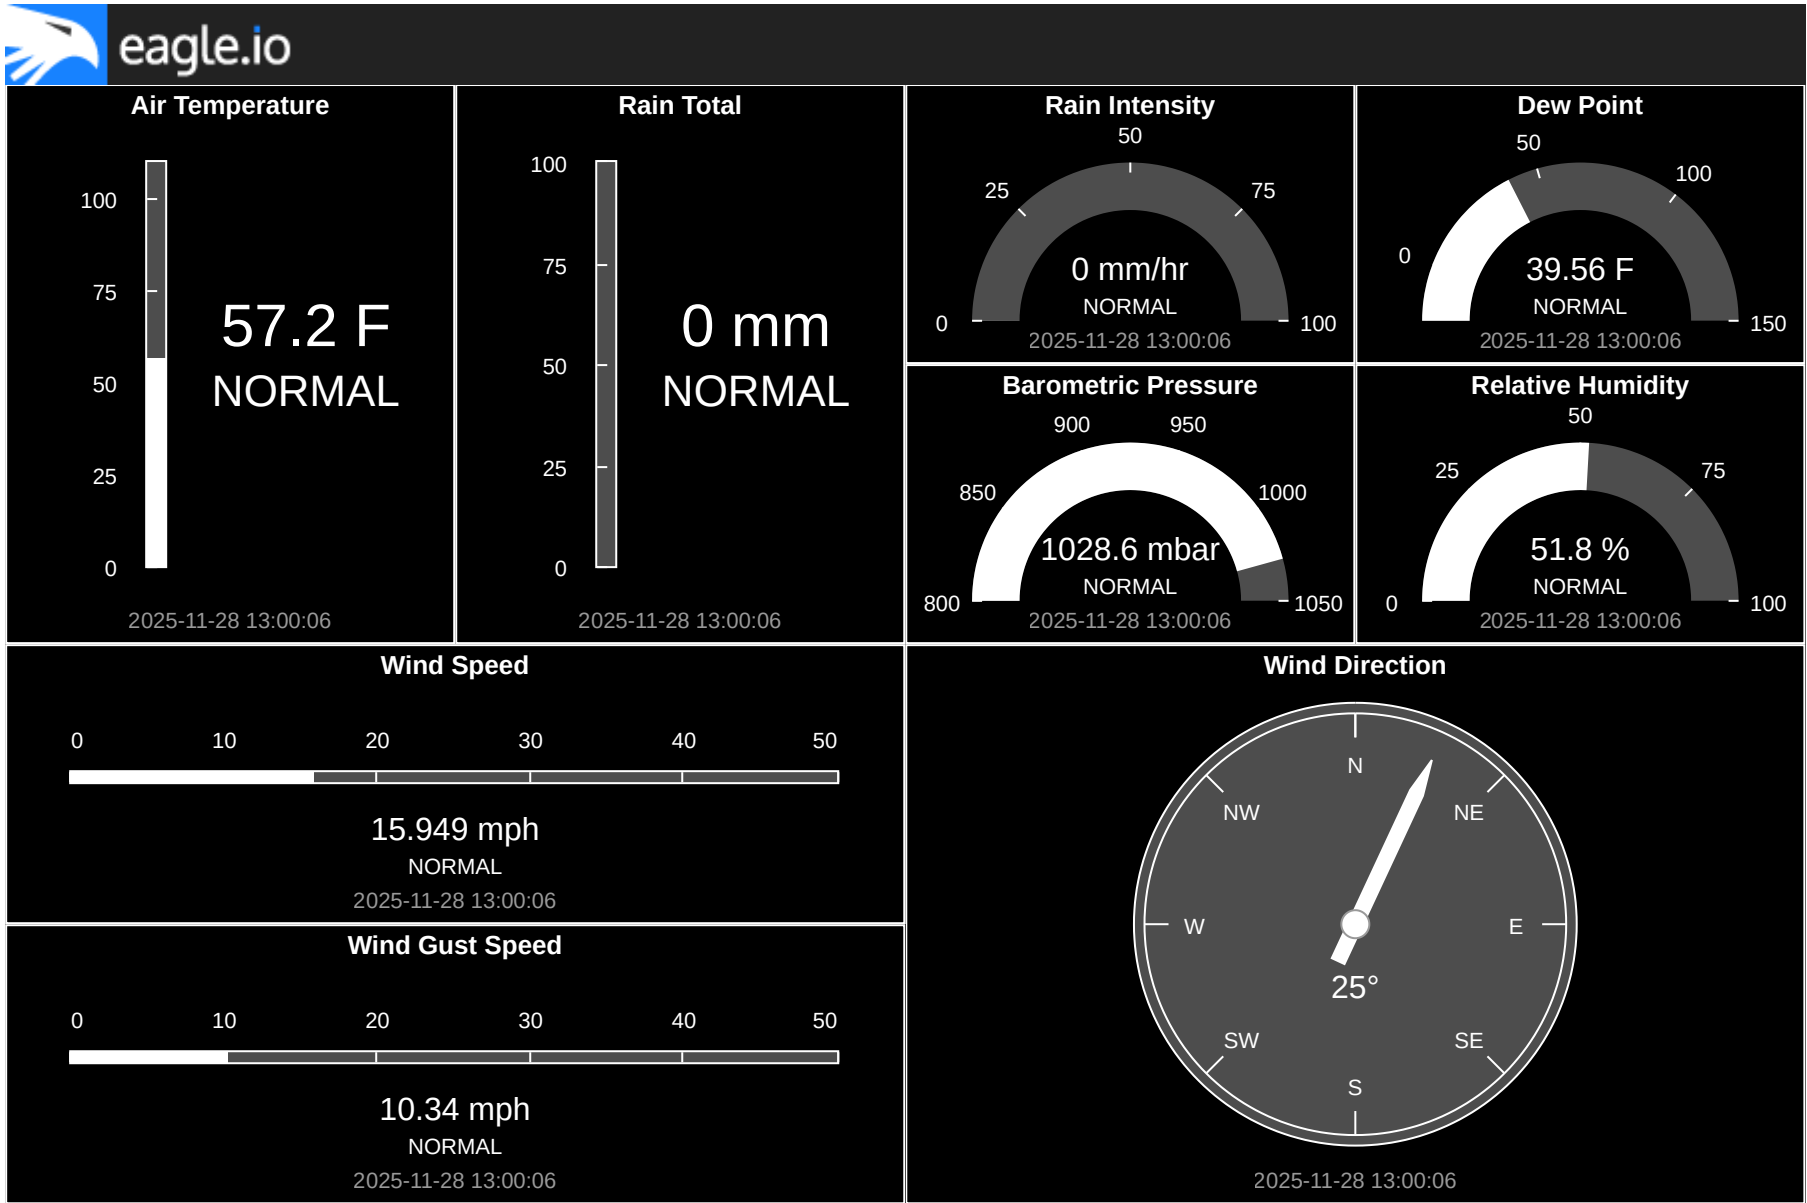 eagle.io
Air Temperature
100
75
50
25
0
57.2 F
NORMAL
2025-11-28 13:00:06
Rain Total
100
75
50
25
0
0 mm
NORMAL
2025-11-28 13:00:06
Rain Intensity
50
25
75
0
100
0 mm/hr
NORMAL
2025-11-28 13:00:06
Dew Point
50
100
0
150
39.56 F
NORMAL
2025-11-28 13:00:06
Barometric Pressure
900
950
850
1000
800
1050
1028.6 mbar
NORMAL
2025-11-28 13:00:06
Relative Humidity
50
25
75
0
100
51.8 %
NORMAL
2025-11-28 13:00:06
Wind Speed
0 10 20 30 40 50
15.949 mph
NORMAL
2025-11-28 13:00:06
Wind Gust Speed
0 10 20 30 40 50
10.34 mph
NORMAL
2025-11-28 13:00:06
Wind Direction
N
NW
NE
W
E
25°
SW
SE
S
2025-11-28 13:00:06